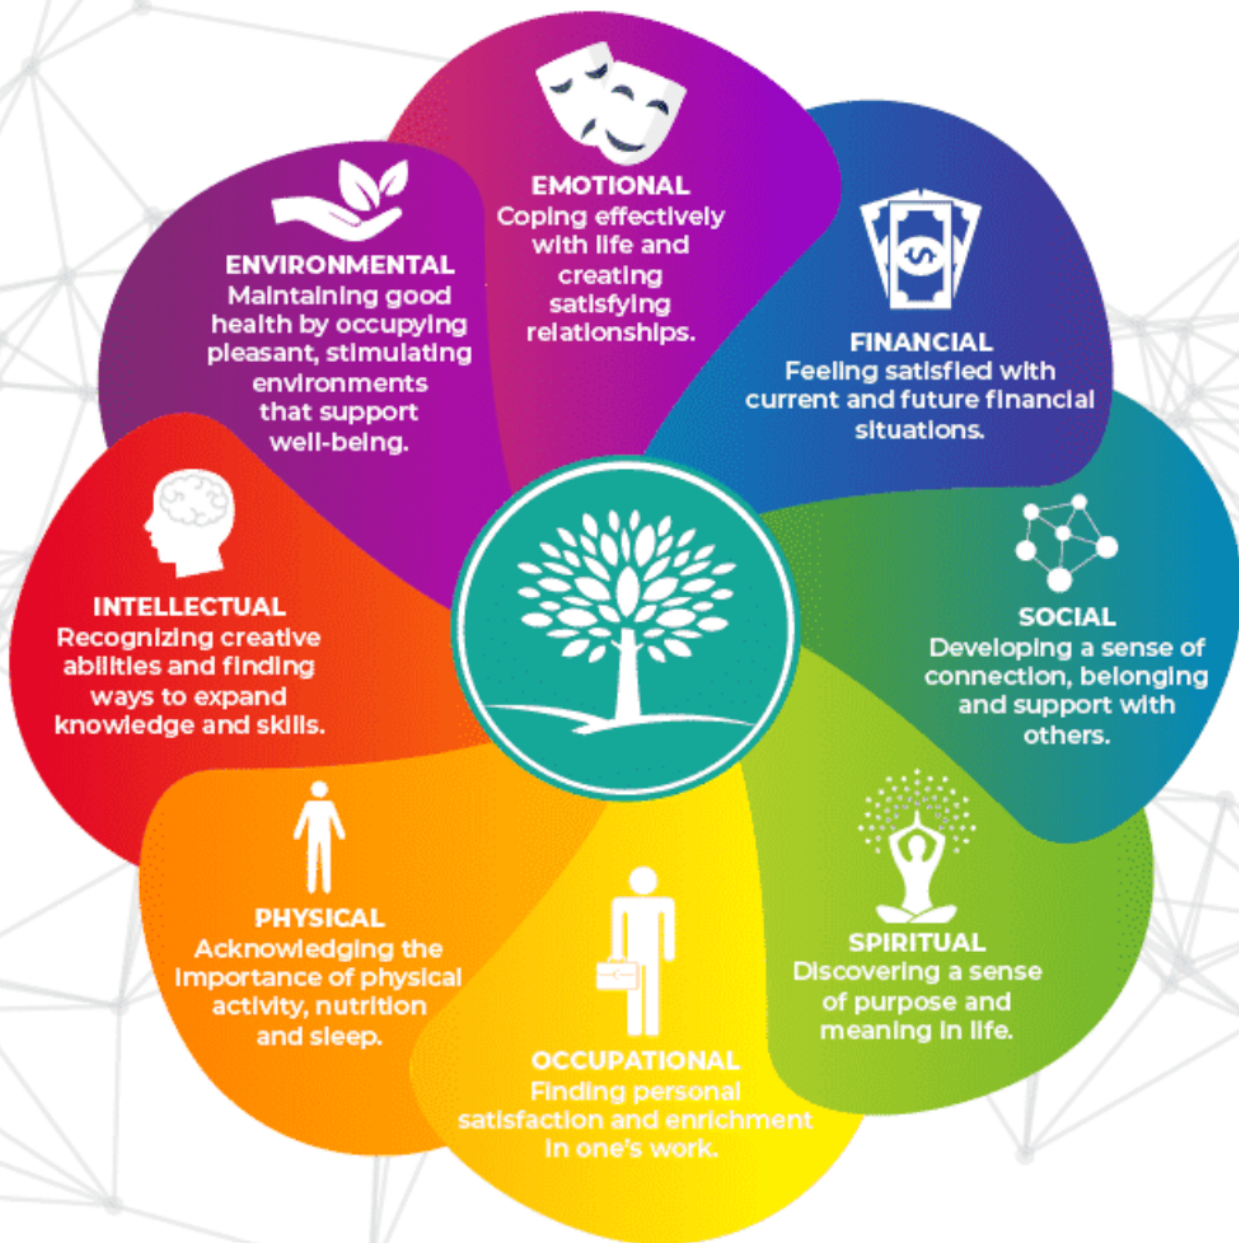 EMOTIONAL
Coping effectively
with life and
creating
satisfying
relationships.
FINANCIAL
Feeling satisfied with
current and future financial
situations.
SOCIAL
Developing a sense of
connection, belonging
and support with
others.
SPIRITUAL
Discovering a sense
of purpose and
meaning in life.
OCCUPATIONAL
Finding personal
satisfaction and enrichment
in one's work.
PHYSICAL
Acknowledging the
importance of physical
activity, nutrition
and sleep.
INTELLECTUAL
Recognizing creative
abilities and finding
ways to expand
knowledge and skills.
ENVIRONMENTAL
Maintaining good
health by occupying
pleasant, stimulating
environments
that support
well-being.